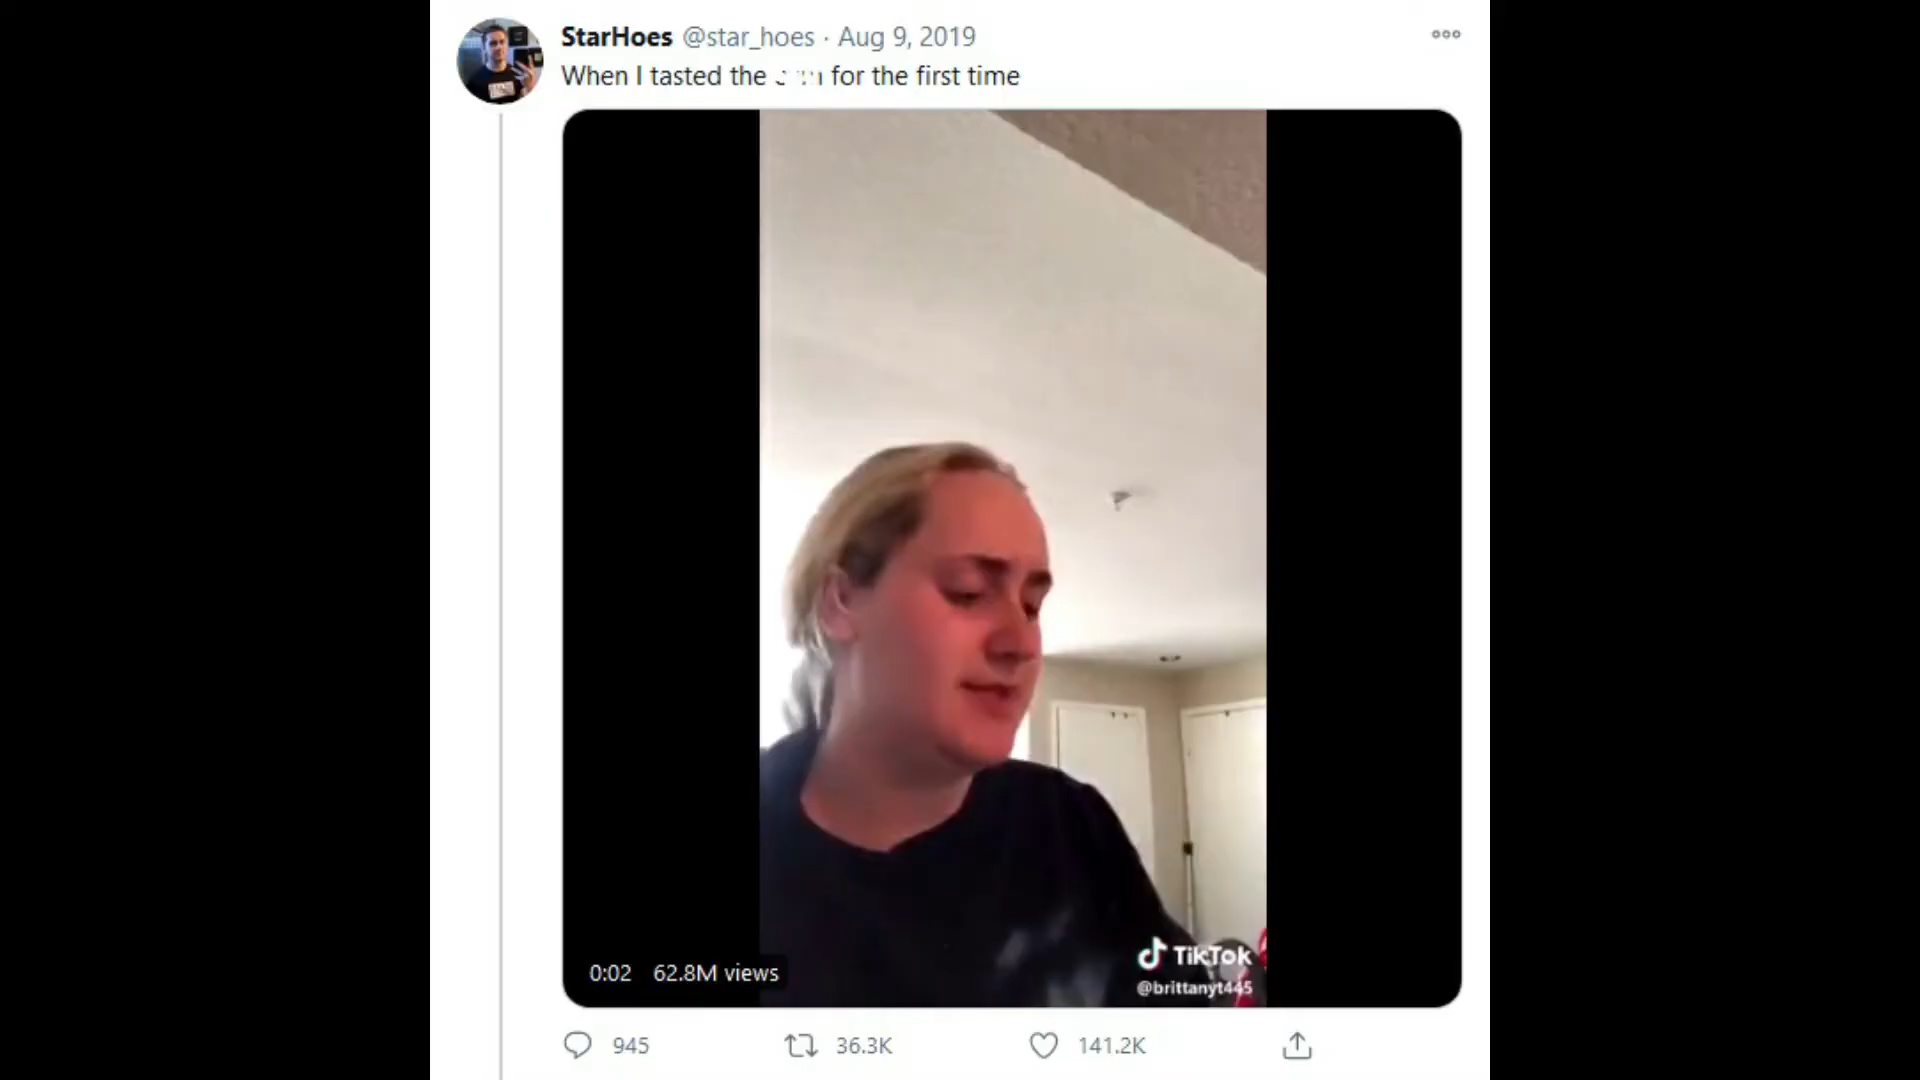 StarHoes @star_hoes · Aug 9, 2019
When I tasted the for the first time
0:02 62.8M views
TikTok
@brittanyt445
945 36.3K 141.2K